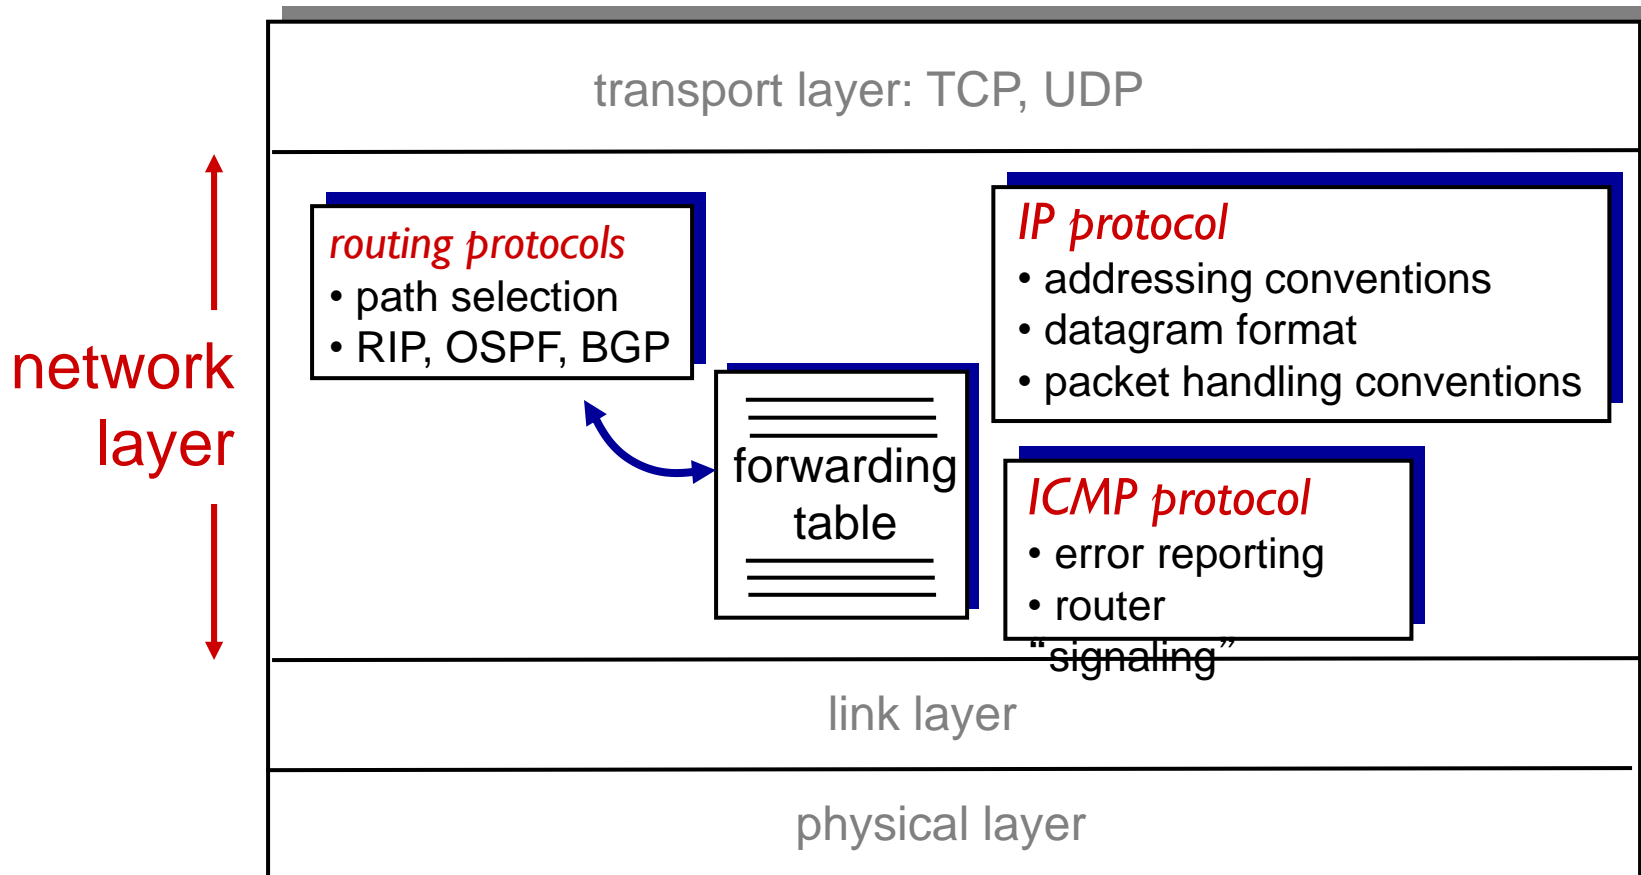 transport layer: TCP, UDP
network
layer
routing protocols
• path selection
• RIP, OSPF, BGP
forwarding
table
IP protocol
• addressing conventions
• datagram format
• packet handling conventions
ICMP protocol
• error reporting
• router
“signaling”
link layer
physical layer